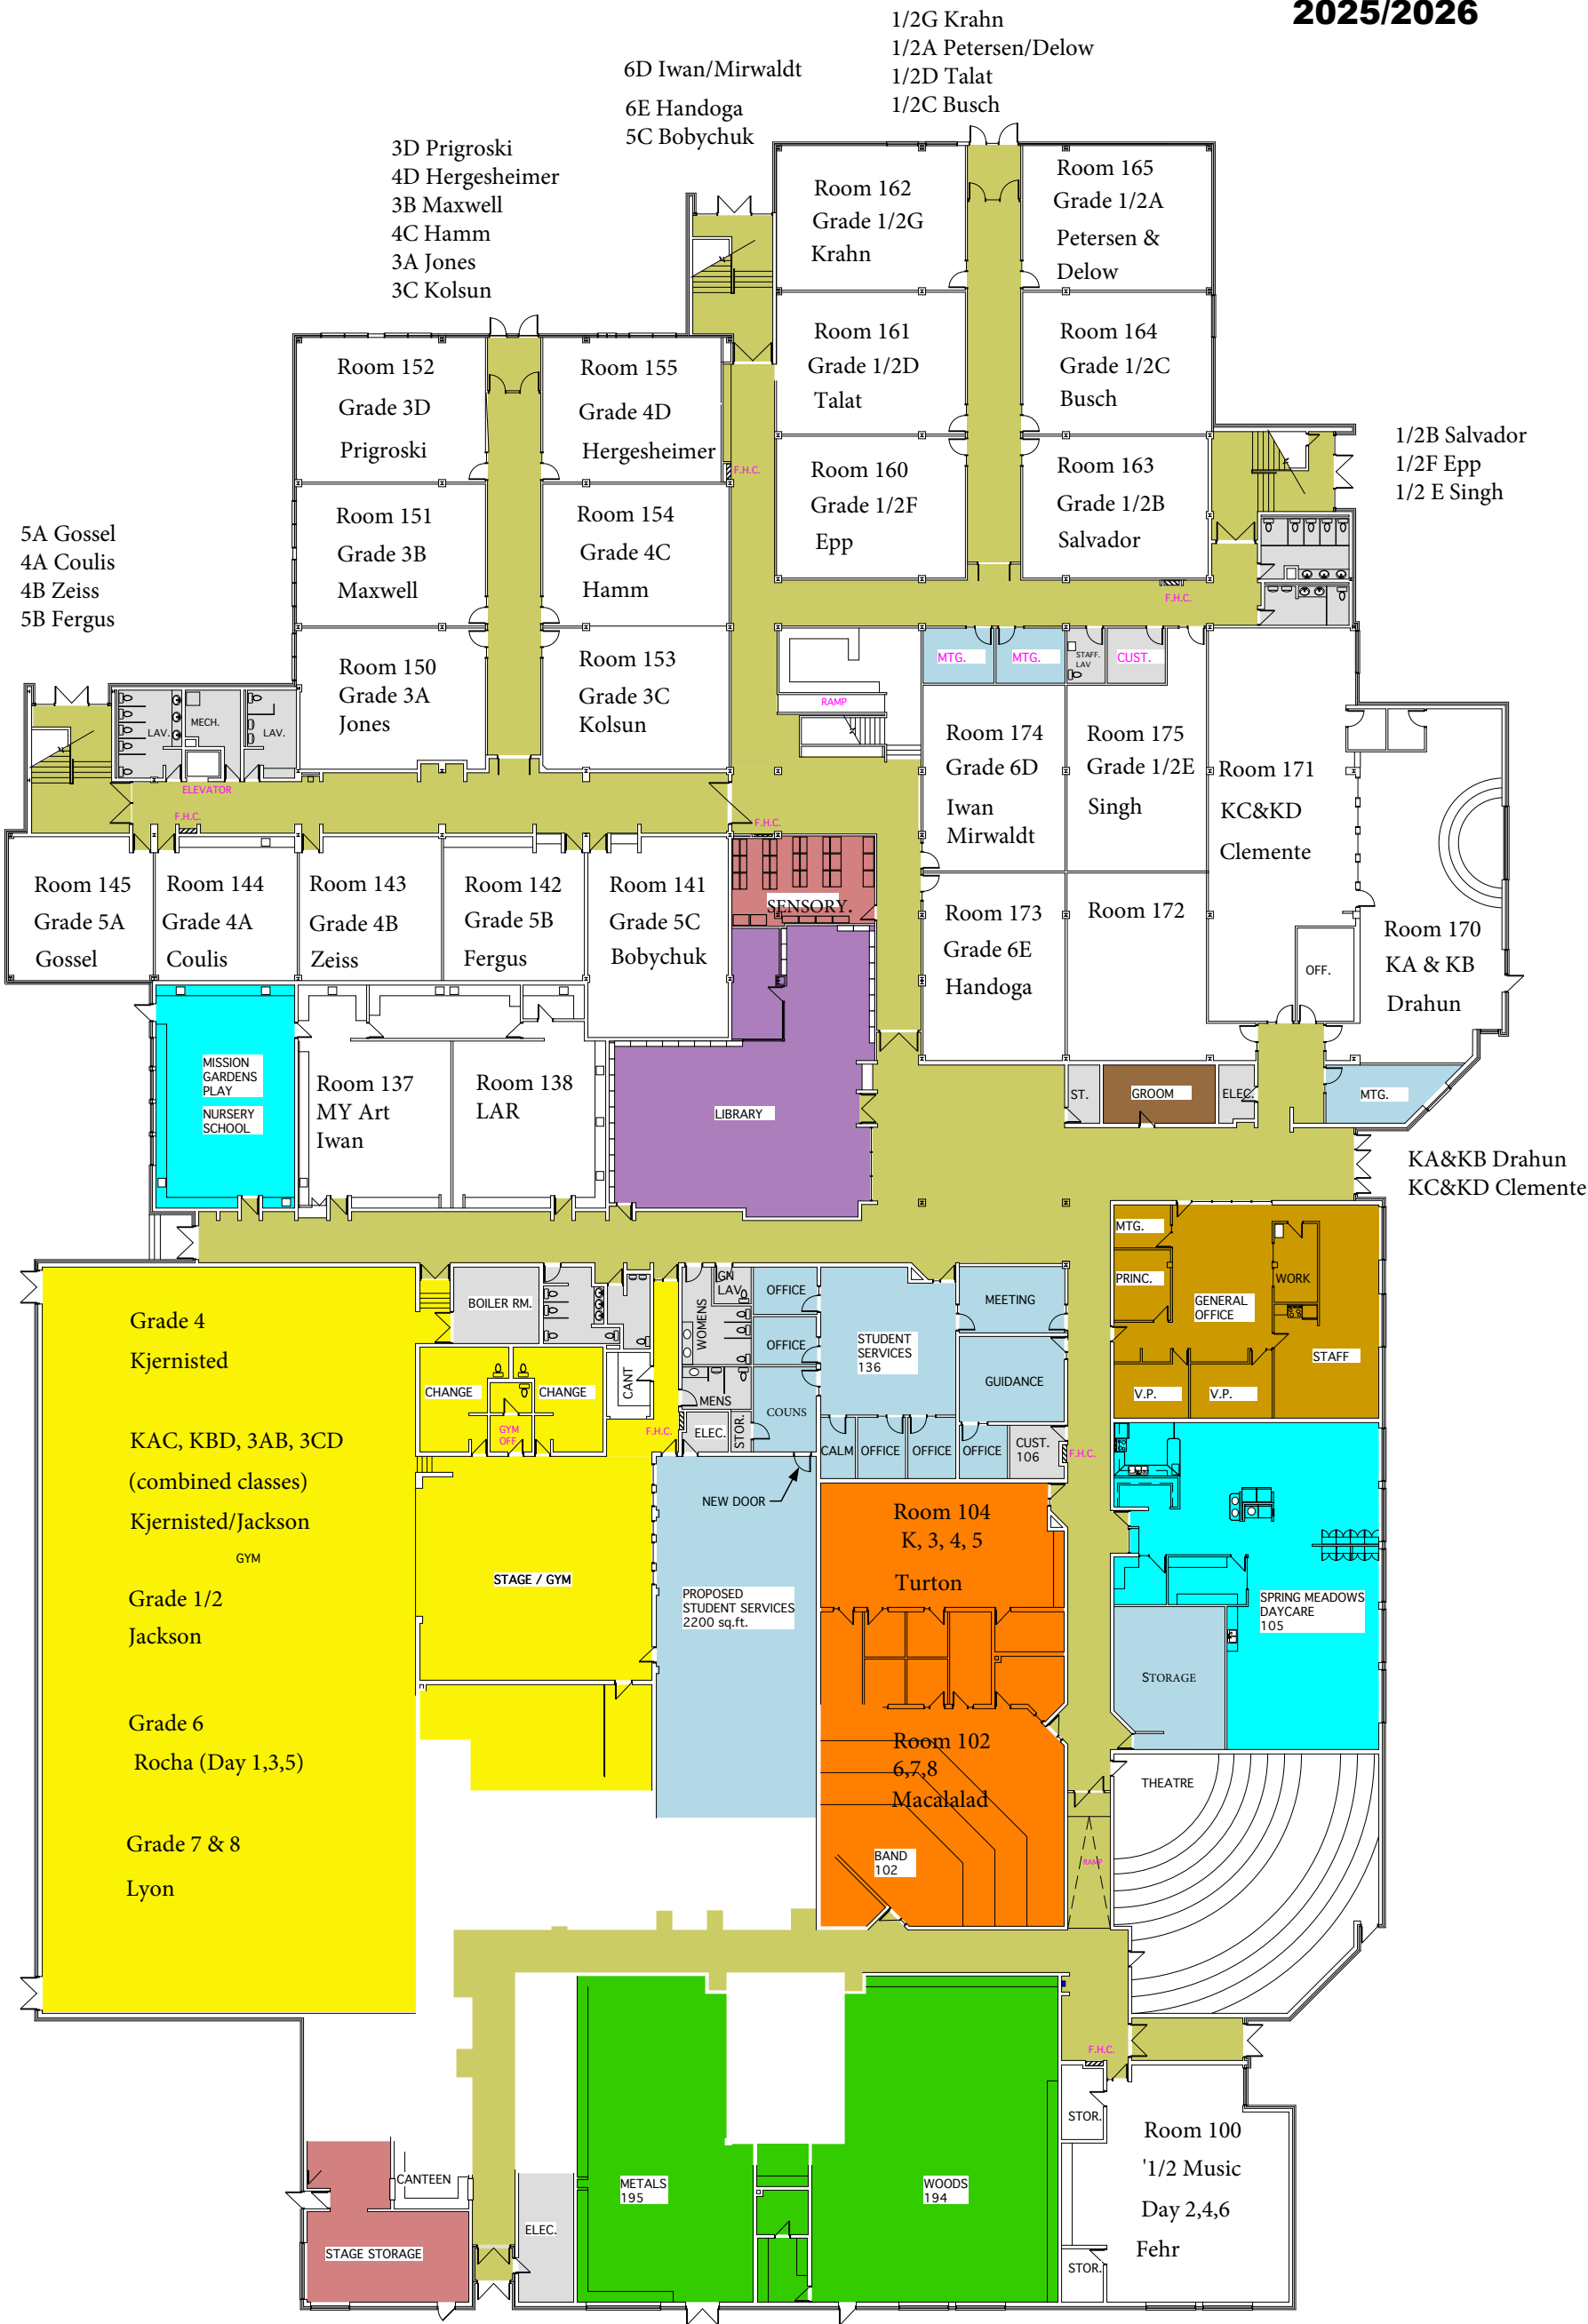 2025/2026
1/2G Krahn
1/2A Petersen/Delow
1/2D Talat
1/2C Busch
6D Iwan/Mirwaldt
6E Handoga
5C Bobychuk
3D Prigroski
4D Hergesheimer
3B Maxwell
4C Hamm
3A Jones
3C Kolsun
Room 162
Grade 1/2G
Krahn
Room 165
Grade 1/2A
Petersen &
Delow
Room 161
Grade 1/2D
Talat
Room 164
Grade 1/2C
Busch
Room 152
Grade 3D
Prigroski
Room 155
Grade 4D
Hergesheimer
F.H.C.
Room 160
Grade 1/2F
Epp
Room 163
Grade 1/2B
Salvador
1/2B Salvador
1/2F Epp
1/2 E Singh
Room 151
Grade 3B
Maxwell
Room 154
Grade 4C
Hamm
F.H.C.
5A Gossel
4A Coulis
4B Zeiss
5B Fergus
Room 150
Grade 3A
Jones
Room 153
Grade 3C
Kolsun
MTG.
MTG.
STAFF.
LAV
CUST.
RAMP
LAV.
MECH.
LAV.
ELEVATOR
F.H.C.
F.H.C.
Room 174
Grade 6D
Iwan
Mirwaldt
Room 175
Grade 1/2E
Singh
Room 171
KC&KD
Clemente
Room 145
Grade 5A
Gossel
Room 144
Grade 4A
Coulis
Room 143
Grade 4B
Zeiss
Room 142
Grade 5B
Fergus
Room 141
Grade 5C
Bobychuk
SENSORY.
Room 173
Grade 6E
Handoga
Room 172
OFF.
Room 170
KA & KB
Drahun
MISSION
GARDENS
PLAY
NURSERY
SCHOOL
Room 137
MY Art
Iwan
Room 138
LAR
LIBRARY
ST.
GROOM
ELEC.
MTG.
KA&KB Drahun
KC&KD Clemente
MTG.
PRINC.
GENERAL
OFFICE
WORK
STAFF
V.P.
V.P.
BOILER RM.
WOMENS
GN
LAV.
OFFICE
OFFICE
STUDENT
SERVICES
136
MEETING
GUIDANCE
CHANGE
CHANGE
GYM
OFF.
CANT
MENS
COUNS
F.H.C.
ELEC.
STOR.
CALM
OFFICE
OFFICE
OFFICE
CUST.
106
F.H.C.
Grade 4
Kjernisted
KAC, KBD, 3AB, 3CD
(combined classes)
Kjernisted/Jackson
GYM
Grade 1/2
Jackson
Grade 6
Rocha (Day 1,3,5)
Grade 7 & 8
Lyon
STAGE / GYM
NEW DOOR
PROPOSED
STUDENT SERVICES
2200 sq.ft.
Room 104
K, 3, 4, 5
Turton
SPRING MEADOWS
DAYCARE
105
STORAGE
Room 102
6,7,8
Macalalad
BAND
102
THEATRE
RAMP
F.H.C.
STOR.
Room 100
'1/2 Music
Day 2,4,6
Fehr
STOR.
CANTEEN
STAGE STORAGE
ELEC.
METALS
195
WOODS
194